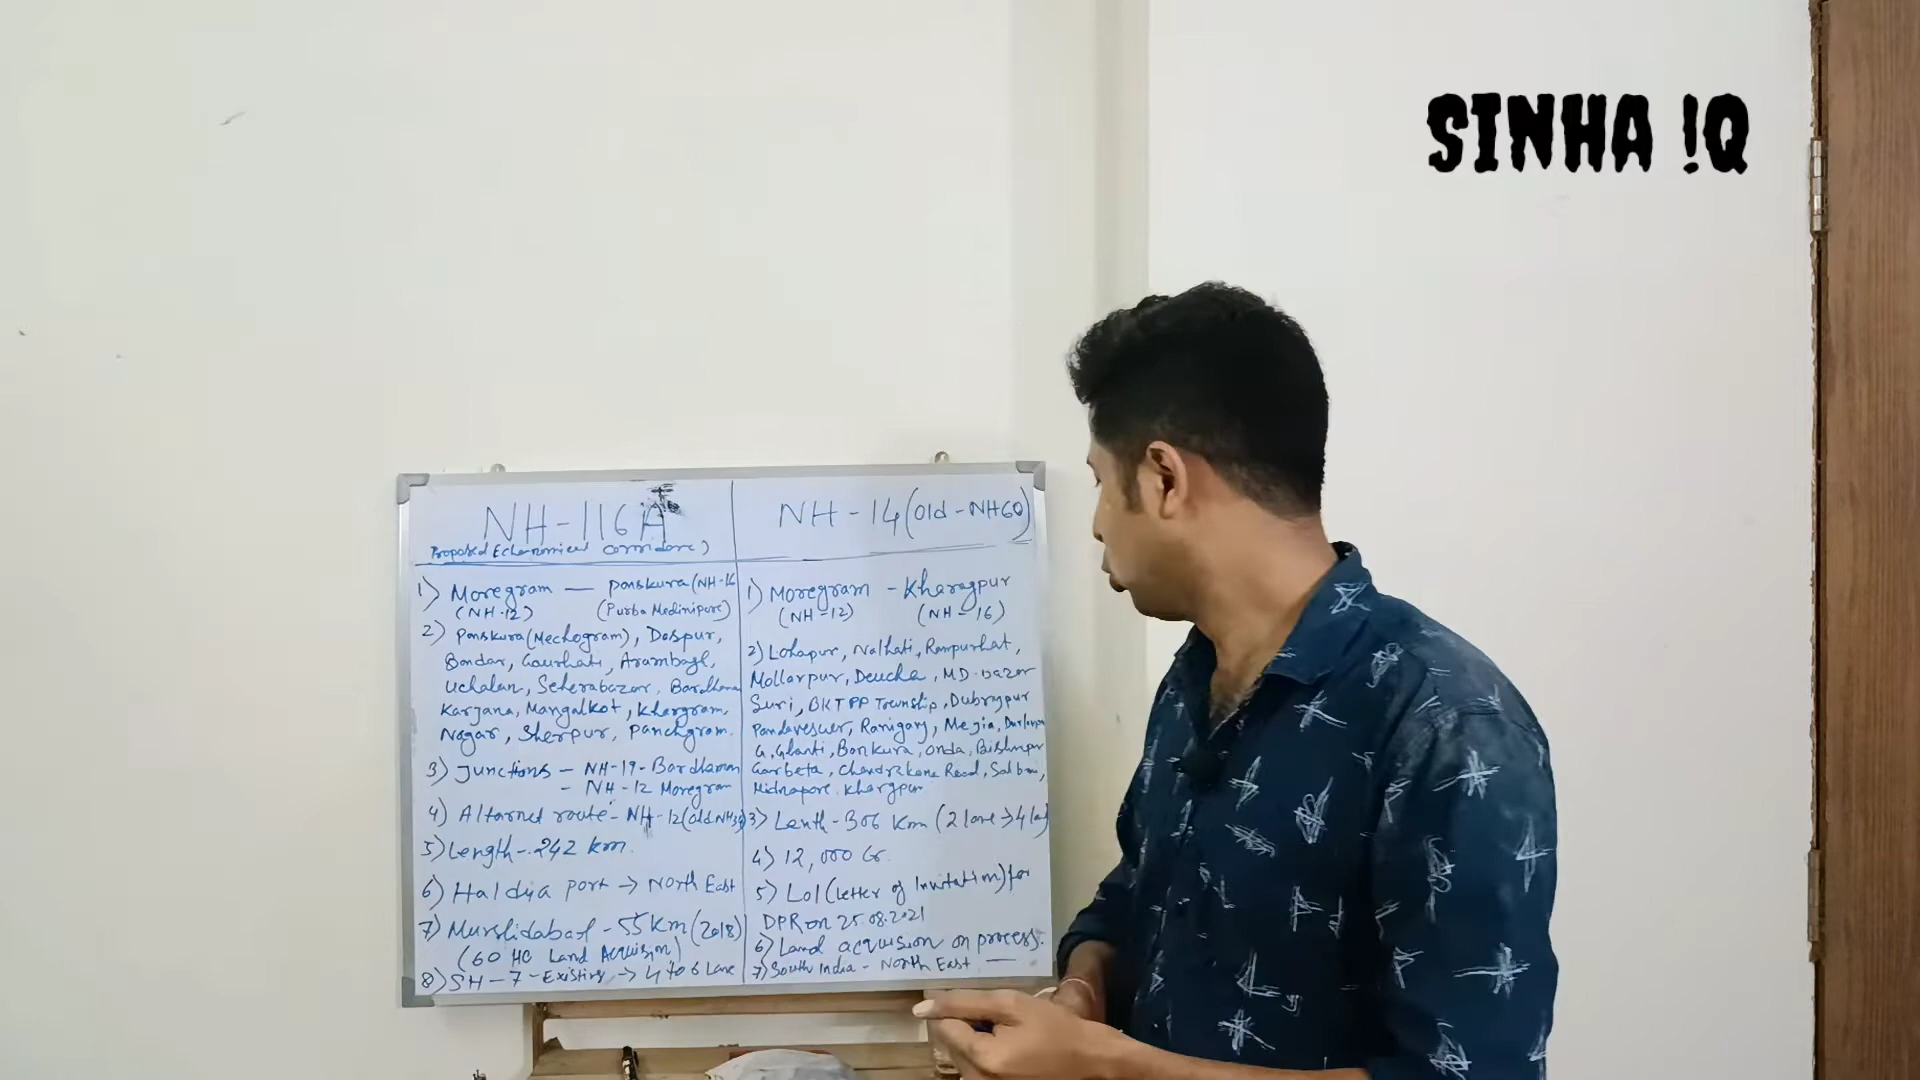 SINHA !Q
NH-116A
Proposed Echonomical corridore)
1) Moregram — Panskura (NH-16
(NH-12) (Purba Medinipore)
2) Panskura (Mechogram), Daspur,
Bandar, Gaurhati, Arambagh,
Uchalan, Seherabazar, Bardhaman
Karjana, Mangalkot, Khargram,
Nagar, Sherpur, Panchgram.
3) Junctions - NH-19-Bardhaman
- NH-12 Moregram
4) Alternet route - NH-12 (Old NH34)
5) Length - 242 km.
6) Haldia port → North East
7) Murshidabad - 55 Km (2018)
(60 HC Land Acquision)
8) SH-7-Existing → 4 to 6 Lane
NH-14 (Old-NH60)
1) Moregram - Kharagpur
(NH-12) (NH-16)
2) Lohapur, Nalhati, Rampurhat,
Mollarpur, Deucha, MD. bazar
Suri, BKTPP Township, Dubrajpur
Pandaveswer, Raniganj, Mejia,
G. Ghanti, Bankura, Onda, Bishnupur
Garbeta, Chandrakona Road, Salboni,
Midnapore, Khargpur
3) Lenth - 306 Km (2 lane → 4 lane)
4) 12,000 Cr.
5) LoI (Letter of Invitation) for
DPR on 25.08.2021
6) Land acquision on process.
7) South India - North East —